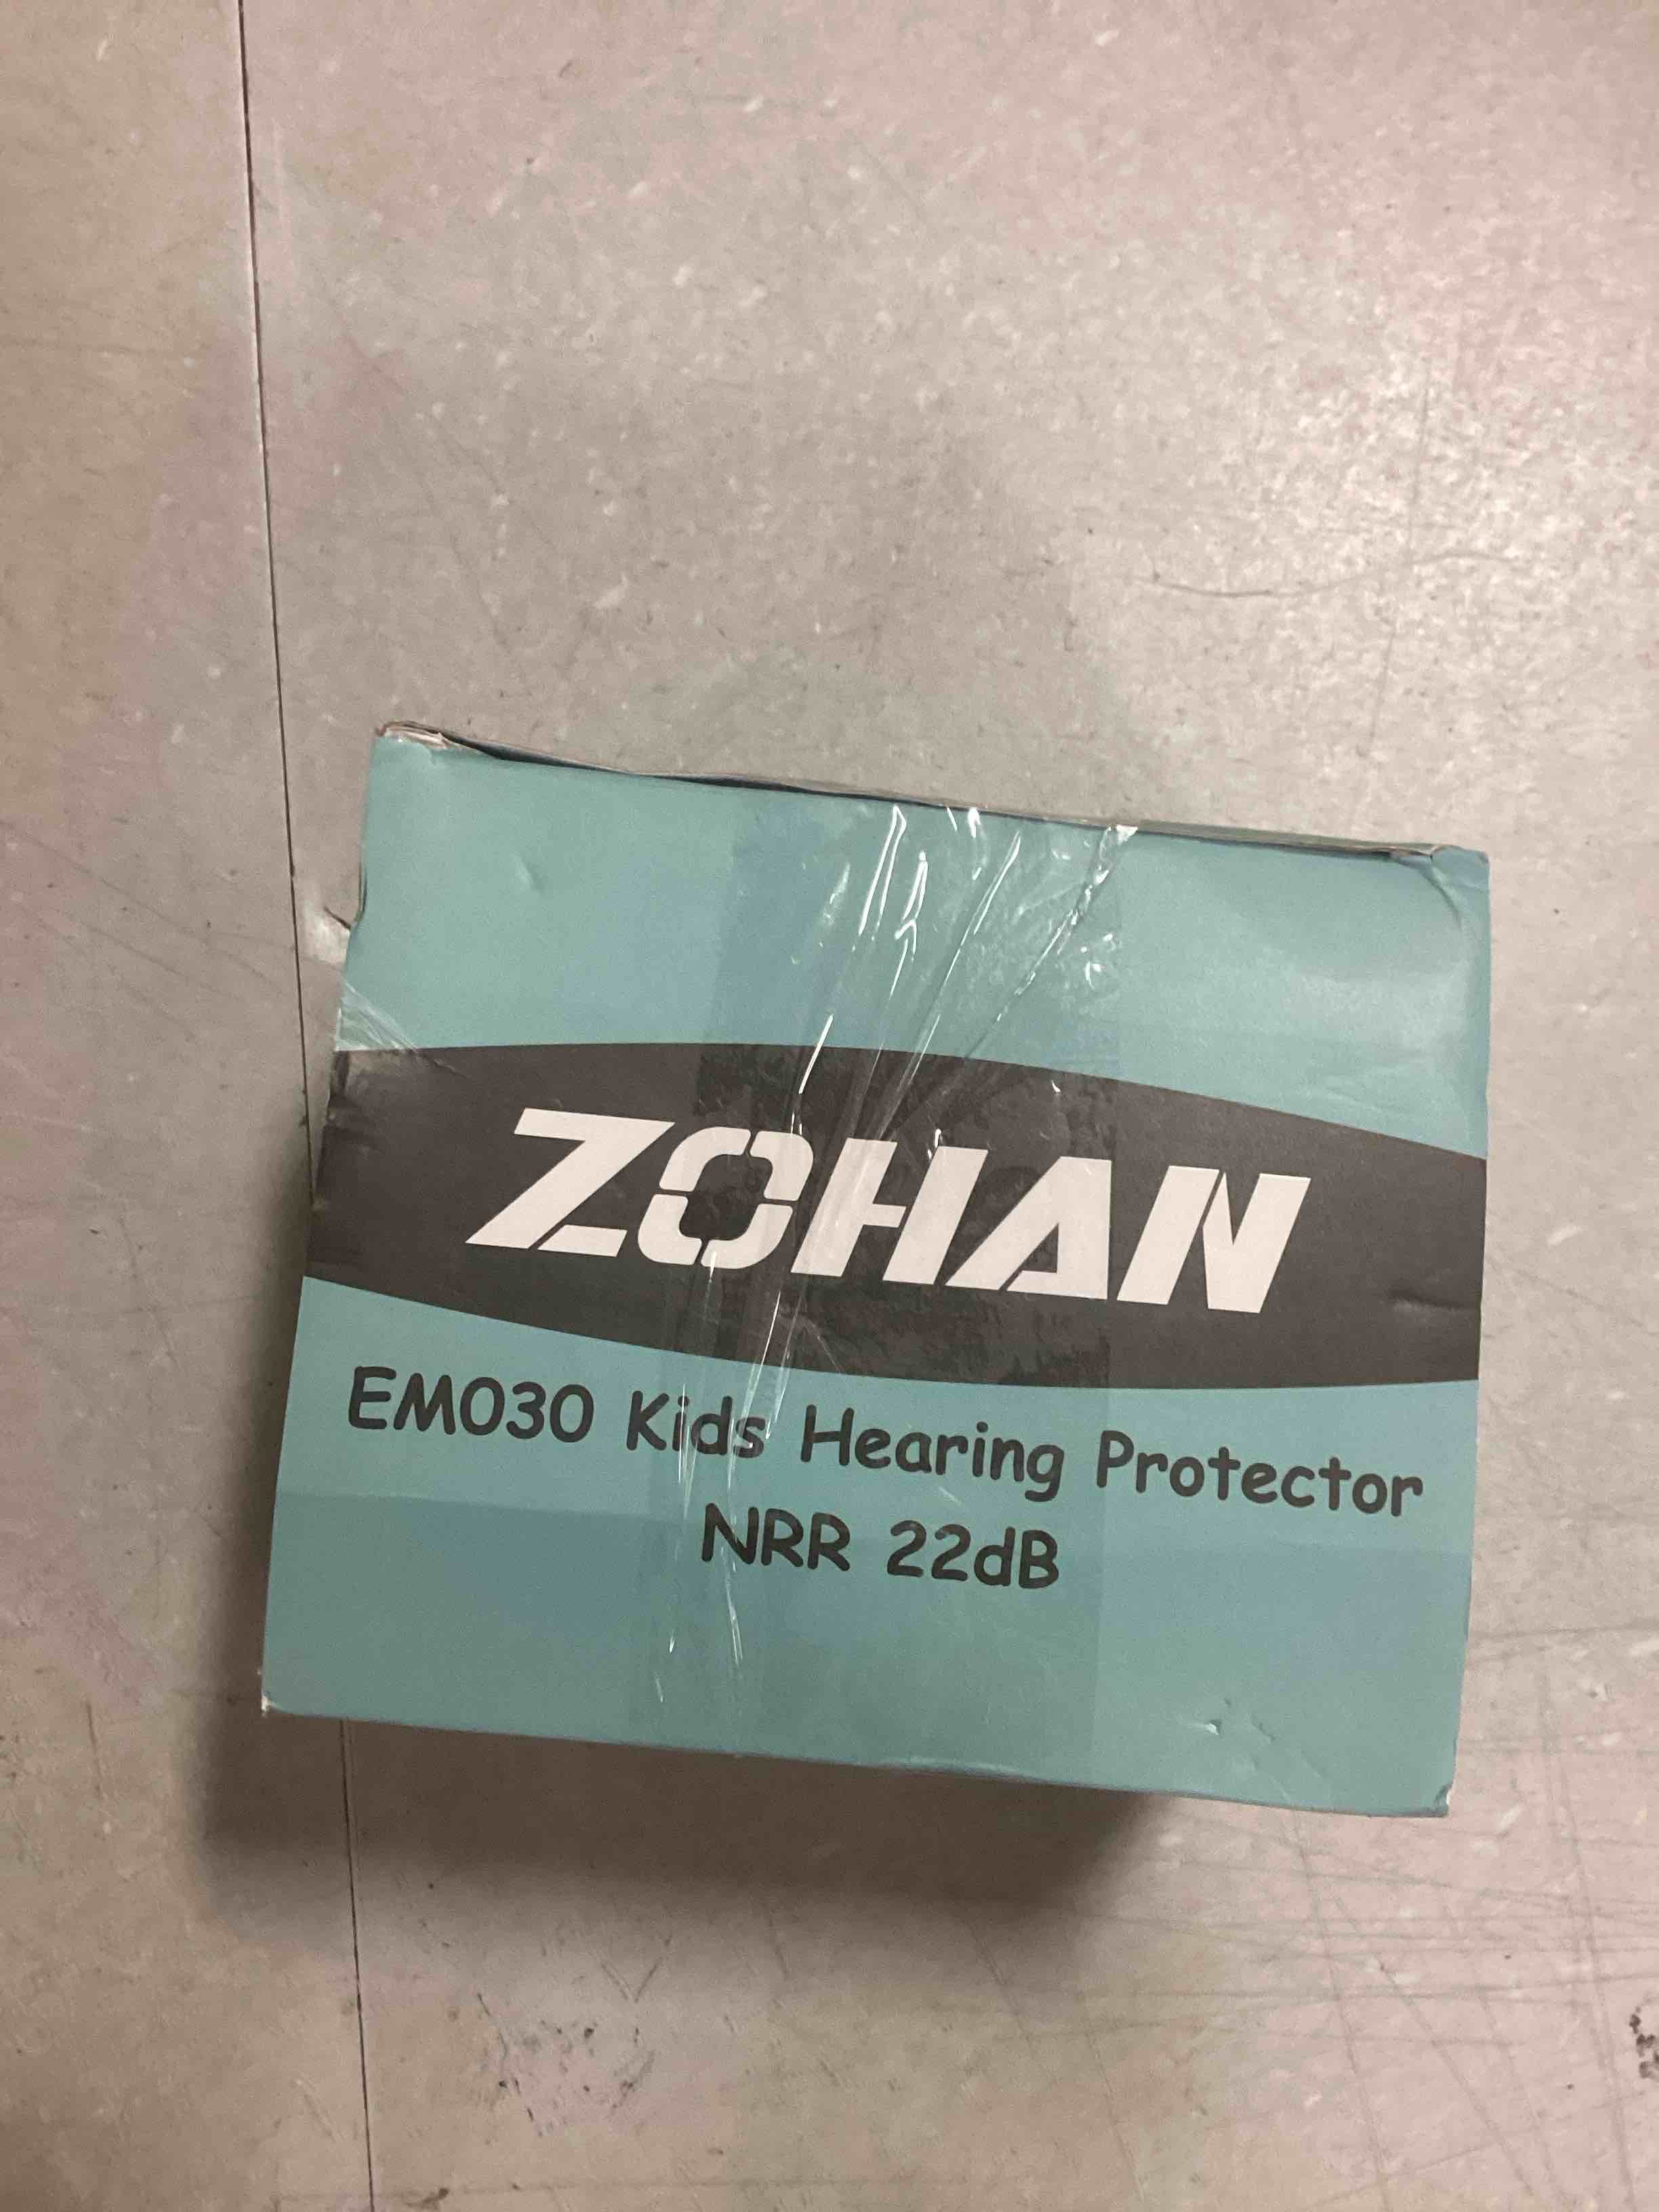 ZOHAN
EM030 Kids Hearing Protector
NRR 22dB